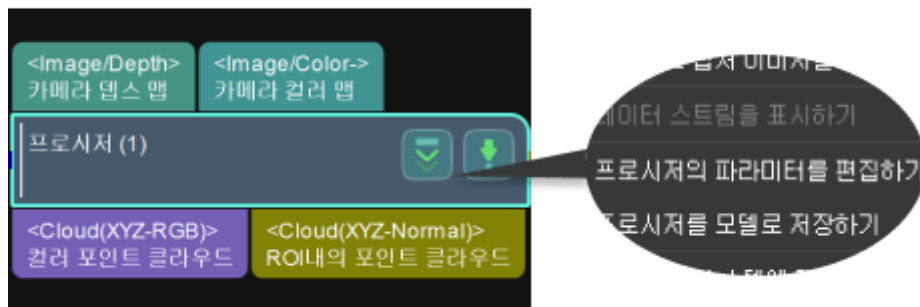 <Image/Depth>
카메라 뎁스 맵
<Image/Color->
카메라 컬러 맵
프로시저 (1)
<Cloud(XYZ-RGB)>
컬러 포인트 클라우드
<Cloud(XYZ-Normal)>
ROI내의 포인트 클라우드
스트림을 표시하기
프로시저의 파라미터를 편집하기
프로시저를 모델로 저장하기